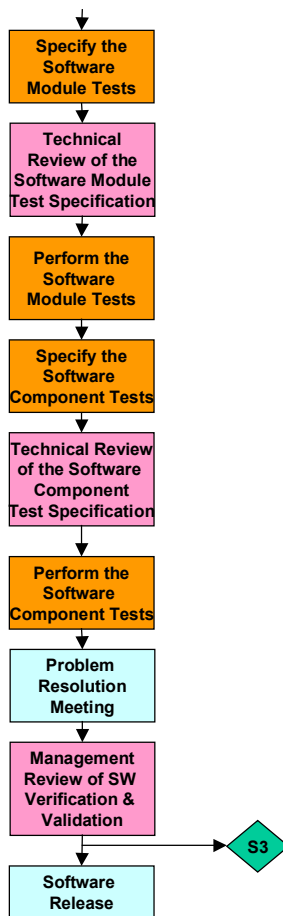 Specify the
Software
Module Tests
Technical
Review of the
Software Module
Test Specification
Perform the
Software
Module Tests
Specify the
Software
Component Tests
Technical Review
of the Software
Component
Test Specification
Perform the
Software
Component Tests
Problem
Resolution
Meeting
Management
Review of SW
Verification &
Validation
S3
Software
Release